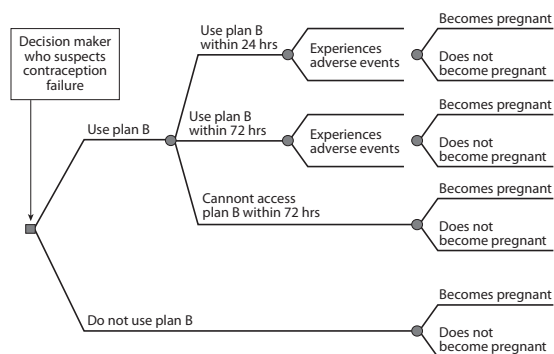 Decision maker
who suspects
contraception
failure
Use plan B
Use plan B
within 24 hrs
Experiences
adverse events
Becomes pregnant
Does not
become pregnant
Use plan B
within 72 hrs
Experiences
adverse events
Becomes pregnant
Does not
become pregnant
Cannont access
plan B within 72 hrs
Becomes pregnant
Does not
become pregnant
Do not use plan B
Becomes pregnant
Does not
become pregnant